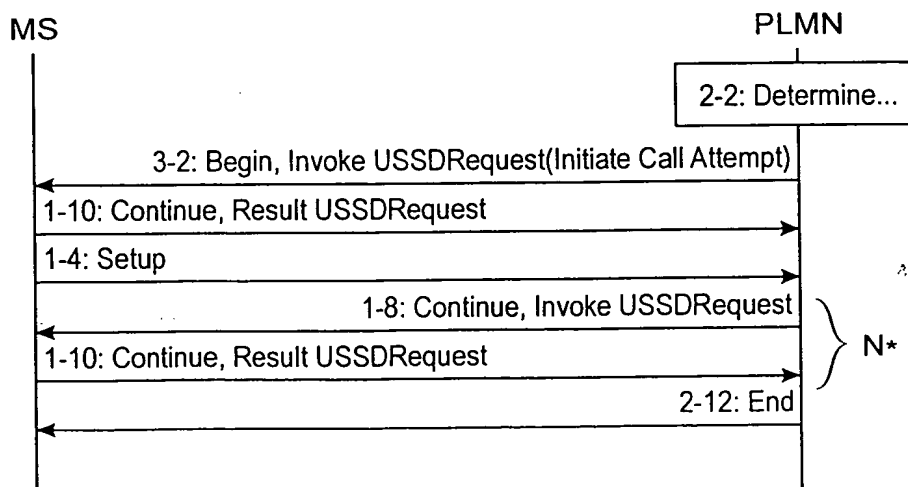 MS
PLMN
2-2: Determine...
3-2: Begin, Invoke USSDRequest(Initiate Call Attempt)
1-10: Continue, Result USSDRequest
1-4: Setup
1-8: Continue, Invoke USSDRequest
N*
1-10: Continue, Result USSDRequest
2-12: End